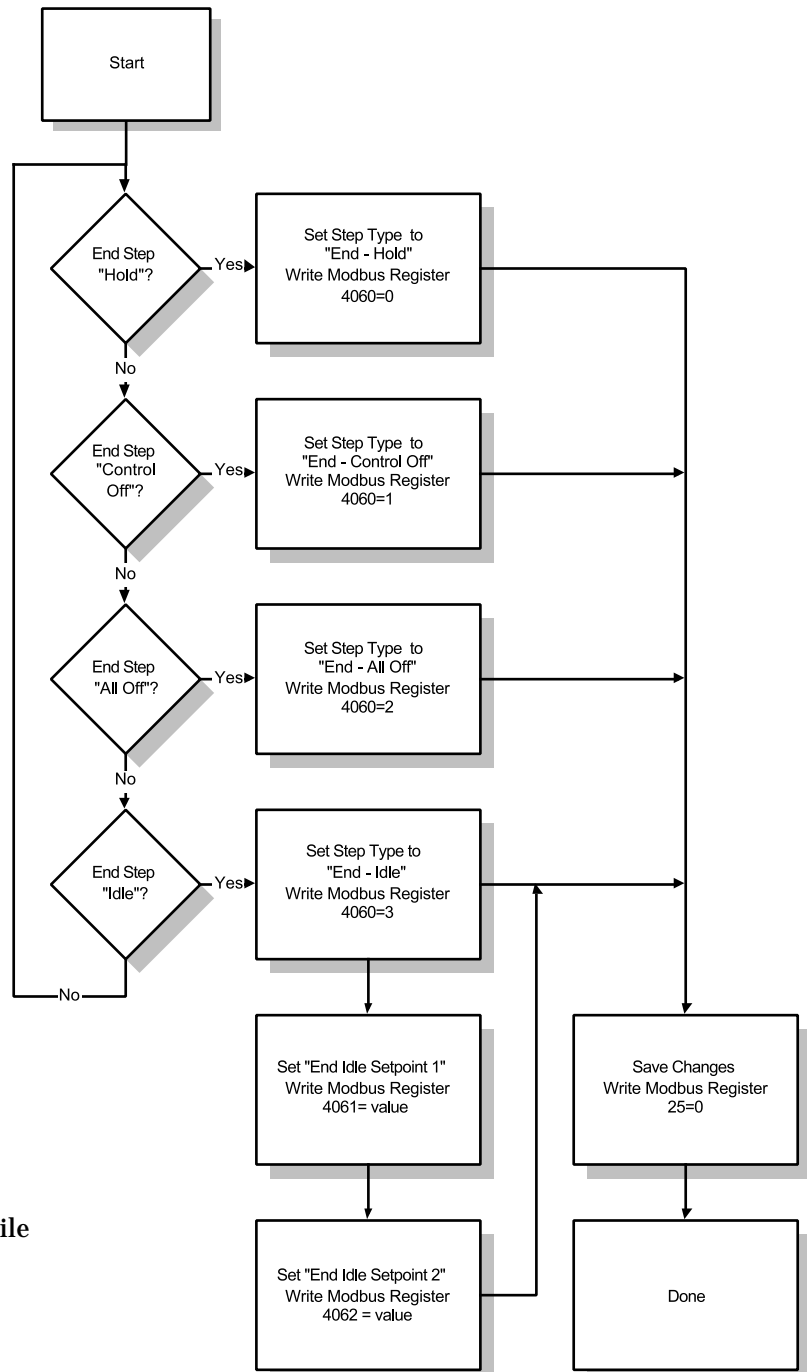 Start
End Step
"Hold"?
Yes
Set Step Type to
"End - Hold"
Write Modbus Register
4060=0
No
End Step
"Control
Off"?
Yes
Set Step Type to
"End - Control Off"
Write Modbus Register
4060=1
No
End Step
"All Off"?
Yes
Set Step Type to
"End - All Off"
Write Modbus Register
4060=2
No
End Step
"Idle"?
Yes
Set Step Type to
"End - Idle"
Write Modbus Register
4060=3
No
Set "End Idle Setpoint 1"
Write Modbus Register
4061= value
Save Changes
Write Modbus Register
25=0
ile
Set "End Idle Setpoint 2"
Write Modbus Register
4062 = value
Done